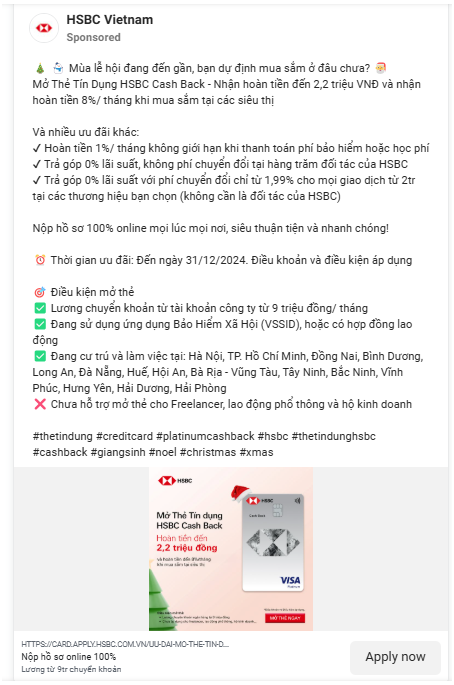 HSBC Vietnam
Sponsored
🎄 ⛄ Mùa lễ hội đang đến gần, bạn dự định mua sắm ở đâu chưa? 🎅
Mở Thẻ Tín Dụng HSBC Cash Back - Nhận hoàn tiền đến 2,2 triệu VNĐ và nhận
hoàn tiền 8%/ tháng khi mua sắm tại các siêu thị
Và nhiều ưu đãi khác:
✓ Hoàn tiền 1%/ tháng không giới hạn khi thanh toán phí bảo hiểm hoặc học phí
✓ Trả góp 0% lãi suất, không phí chuyển đổi tại hàng trăm đối tác của HSBC
✓ Trả góp 0% lãi suất với phí chuyển đổi chỉ từ 1,99% cho mọi giao dịch từ 2tr
tại các thương hiệu bạn chọn (không cần là đối tác của HSBC)
Nộp hồ sơ 100% online mọi lúc mọi nơi, siêu thuận tiện và nhanh chóng!
⏰ Thời gian ưu đãi: Đến ngày 31/12/2024. Điều khoản và điều kiện áp dụng
🎯 Điều kiện mở thẻ
✅ Lương chuyển khoản từ tài khoản công ty từ 9 triệu đồng/ tháng
✅ Đang sử dụng ứng dụng Bảo Hiểm Xã Hội (VSSID), hoặc có hợp đồng lao
động
✅ Đang cư trú và làm việc tại: Hà Nội, TP. Hồ Chí Minh, Đồng Nai, Bình Dương,
Long An, Đà Nẵng, Huế, Hội An, Bà Rịa - Vũng Tàu, Tây Ninh, Bắc Ninh, Vĩnh
Phúc, Hưng Yên, Hải Dương, Hải Phòng
❌ Chưa hỗ trợ mở thẻ cho Freelancer, lao động phổ thông và hộ kinh doanh
#thetindung #creditcard #platinumcashback #hsbc #thetindunghsbc
#cashback #giangsinh #noel #christmas #xmas
HSBC
Mở Thẻ Tín dụng
HSBC Cash Back
Hoàn tiền đến
2,2 triệu đồng
và hoàn tiền đến 8%/tháng
khi mua sắm tại siêu thị
HSBC
Cash Back
VISA
Platinum
MỞ THẺ NGAY
HTTPS://CARD.APPLY.HSBC.COM.VN/UU-DAI-MO-THE-TIN-D...
Nộp hồ sơ online 100%
Lương từ 9tr chuyển khoản
Apply now